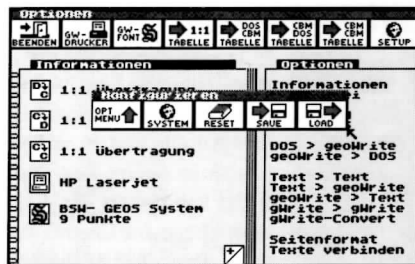 Optionen
BEENDEN
GW-DRUCKER
GW-FONT
1:1 TABELLE
DOS CBM TABELLE
CBM DOS TABELLE
CBM CBM TABELLE
SETUP
Informationen
D C 1:1 Übertragung
C D 1:1
C C 1:1 Übertragung
HP Laserjet
BSW- GEOS System
9 Punkte
Konfigurieren
OPT MENU
SYSTEM
RESET
SAVE
LOAD
Optionen
Informationen
DOS > geoWrite
geoWrite > DOS
Text > Text
Text > geoWrite
geoWrite > Text
gWrite > gWrite
gWrite-Convert
Seitenformat
Texte verbinden